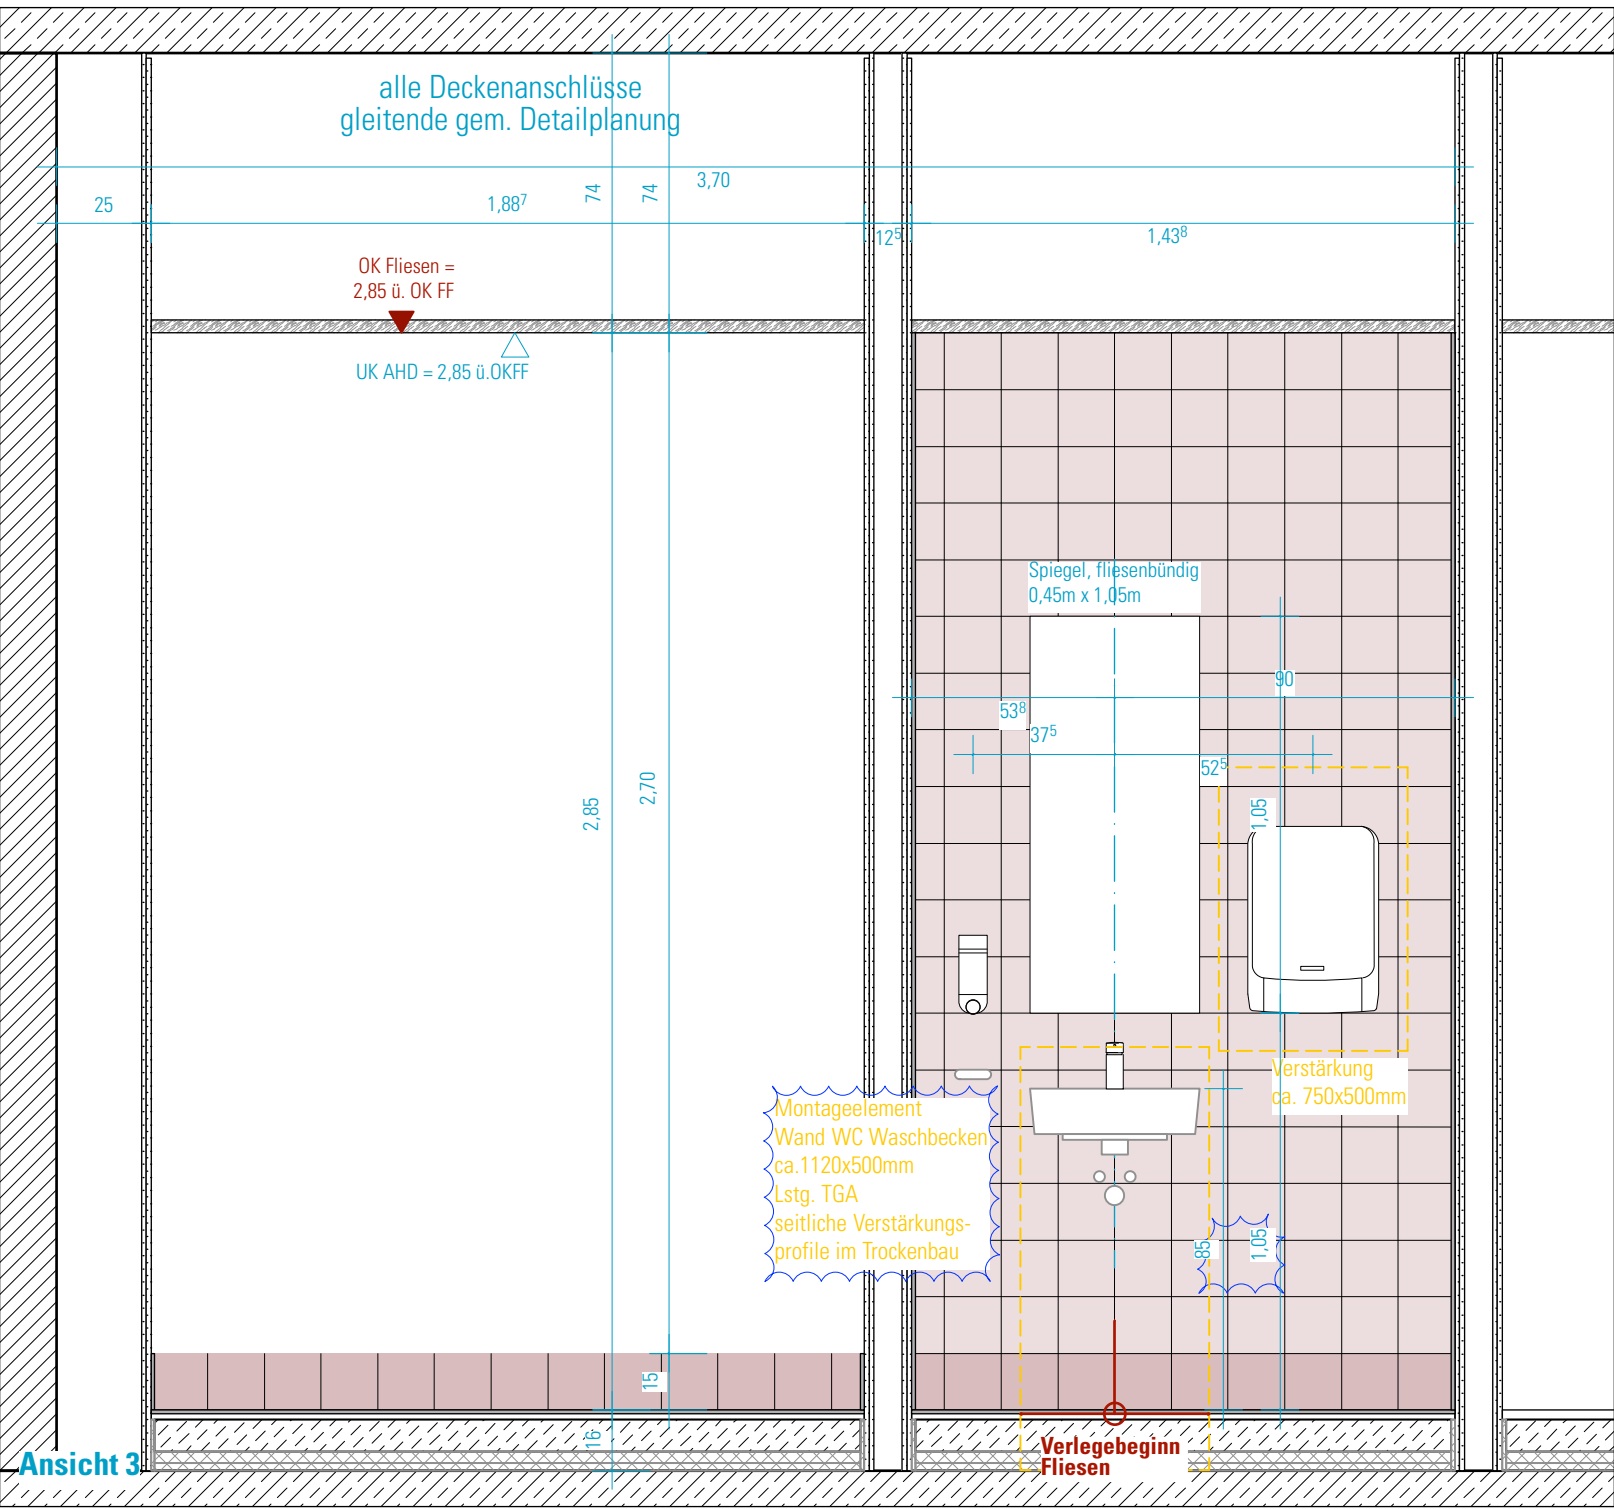 alle Deckenanschlüsse
gleitende gem. Detailplanung
3,70
74
74
25
1,88⁷
12⁵
1,43⁸
OK Fliesen =
2,85 ü. OK FF
UK AHD = 2,85 ü.OKFF
Spiegel, fliesenbündig
0,45m x 1,05m
90
53⁸
37⁵
52⁵
1,05
2,85
2,70
Verstärkung
ca. 750x500mm
Montageelement
Wand WC Waschbecken
ca.1120x500mm
Lstg. TGA
seitliche Verstärkungs-
profile im Trockenbau
85
1,05
15
16
Verlegebeginn
Fliesen
Ansicht 3